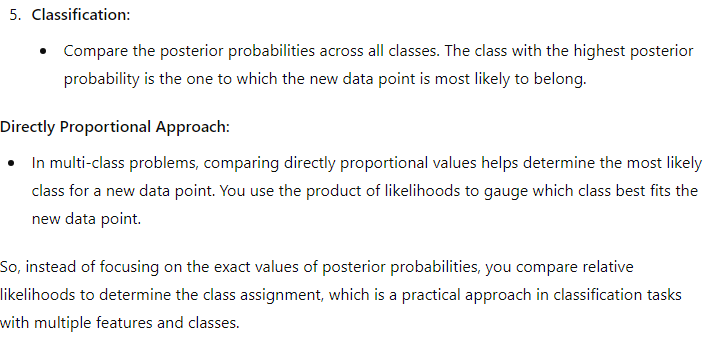 5. Classification:
• Compare the posterior probabilities across all classes. The class with the highest posterior
probability is the one to which the new data point is most likely to belong.
Directly Proportional Approach:
• In multi-class problems, comparing directly proportional values helps determine the most likely
class for a new data point. You use the product of likelihoods to gauge which class best fits the
new data point.
So, instead of focusing on the exact values of posterior probabilities, you compare relative
likelihoods to determine the class assignment, which is a practical approach in classification tasks
with multiple features and classes.